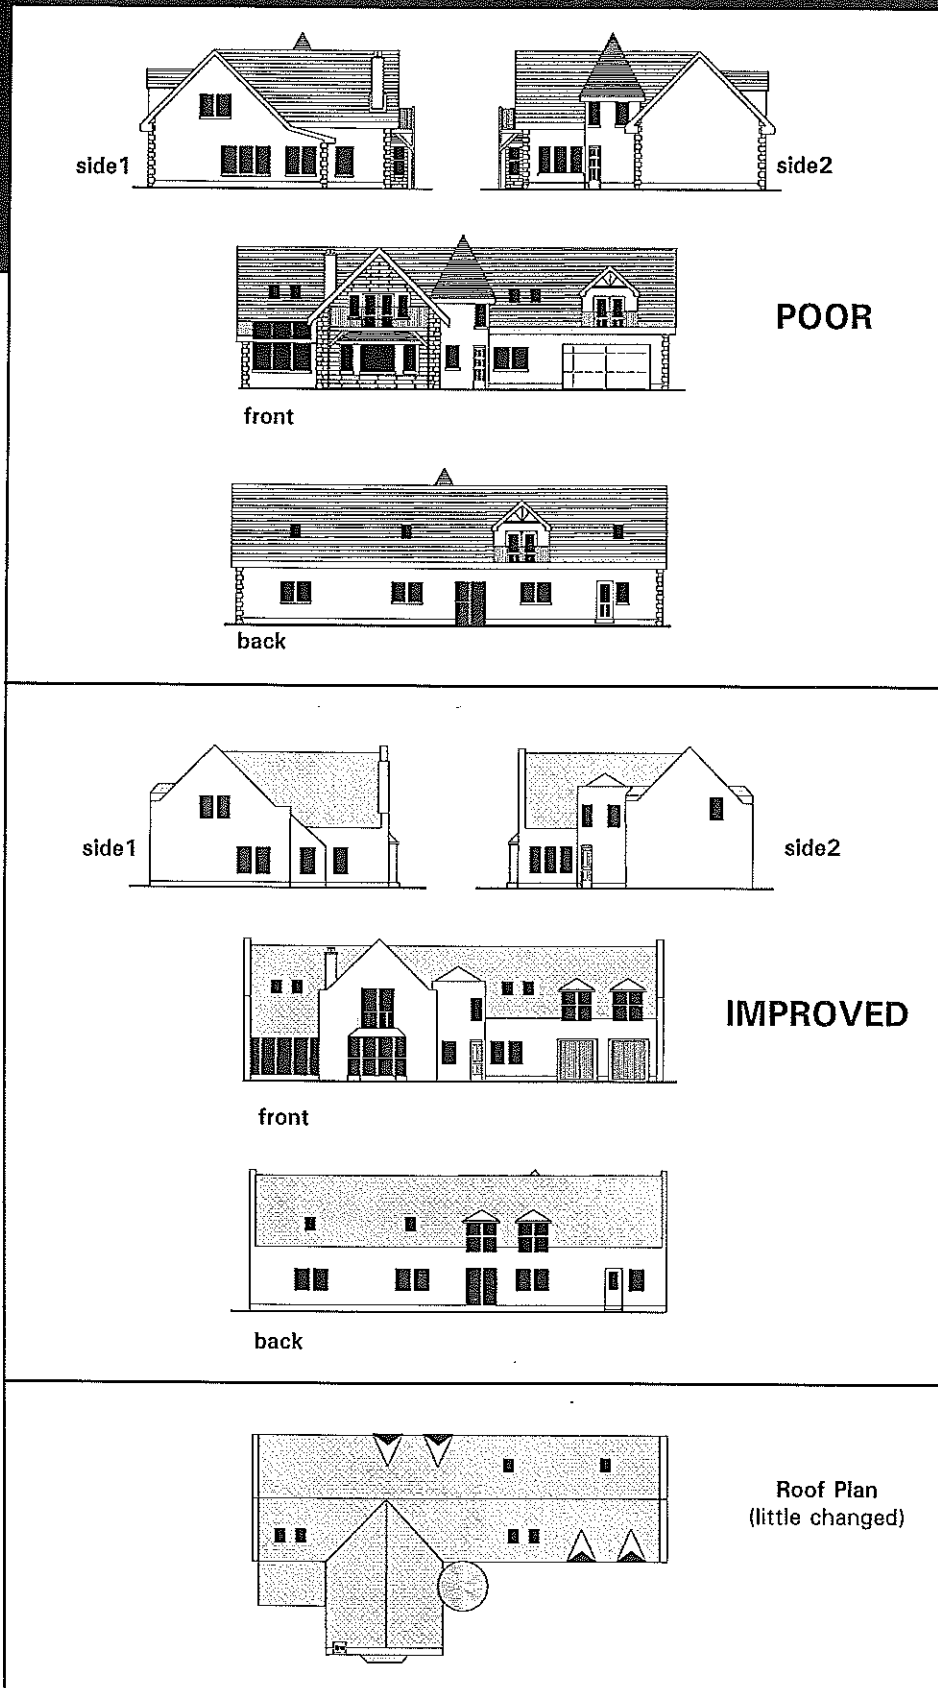 side1
side2
POOR
front
back
side1
side2
IMPROVED
front
back
Roof Plan
(little changed)